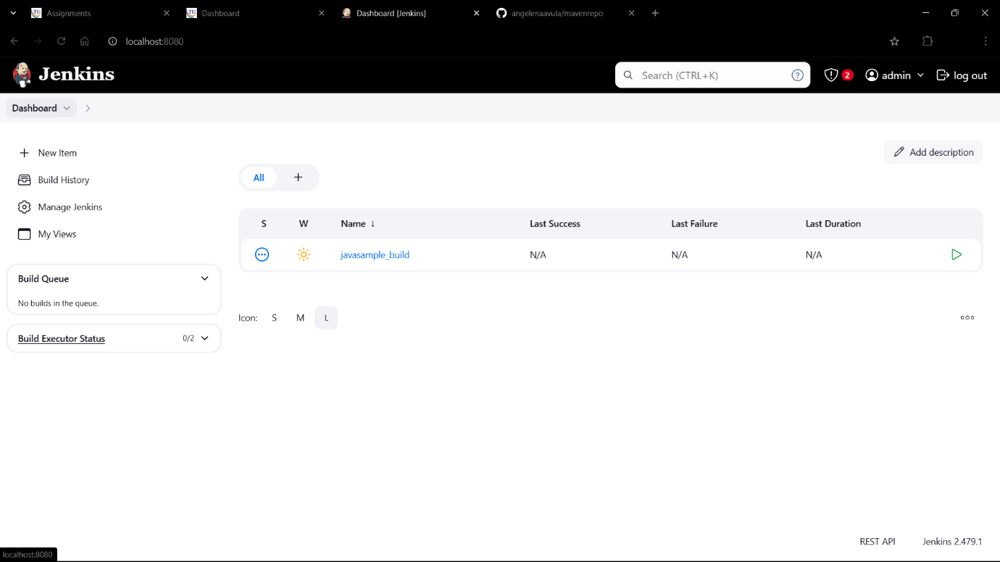 Assignments
Dashboard
Dashboard [Jenkins]
angelenaavula/mavenrepo
localhost:8080
Jenkins
Search (CTRL+K)
2
admin
log out
Dashboard
New Item
Build History
Manage Jenkins
My Views
Add description
All
S W Name ↓ Last Success Last Failure Last Duration
javasample_build N/A N/A N/A
Build Queue
No builds in the queue.
Build Executor Status 0/2
Icon: S M L
REST API Jenkins 2.479.1
localhost:8080